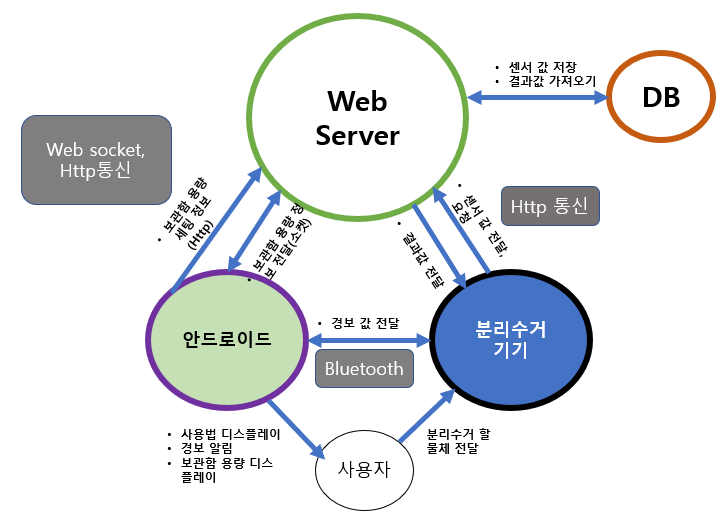 Web
Server
• 센서 값 저장
• 결과값 가져오기
DB
Web socket,
Http통신
• 보관함 용량
세팅 정보
(Http)
• 보관함 용량 정
보 전달(소켓)
• 센서 값 전달,
요청
• 결과값 전달
Http 통신
안드로이드
• 경보 값 전달
Bluetooth
분리수거
기기
• 사용법 디스플레이
• 경보 알림
• 보관함 용량 디스
플레이
사용자
분리수거 할
물체 전달